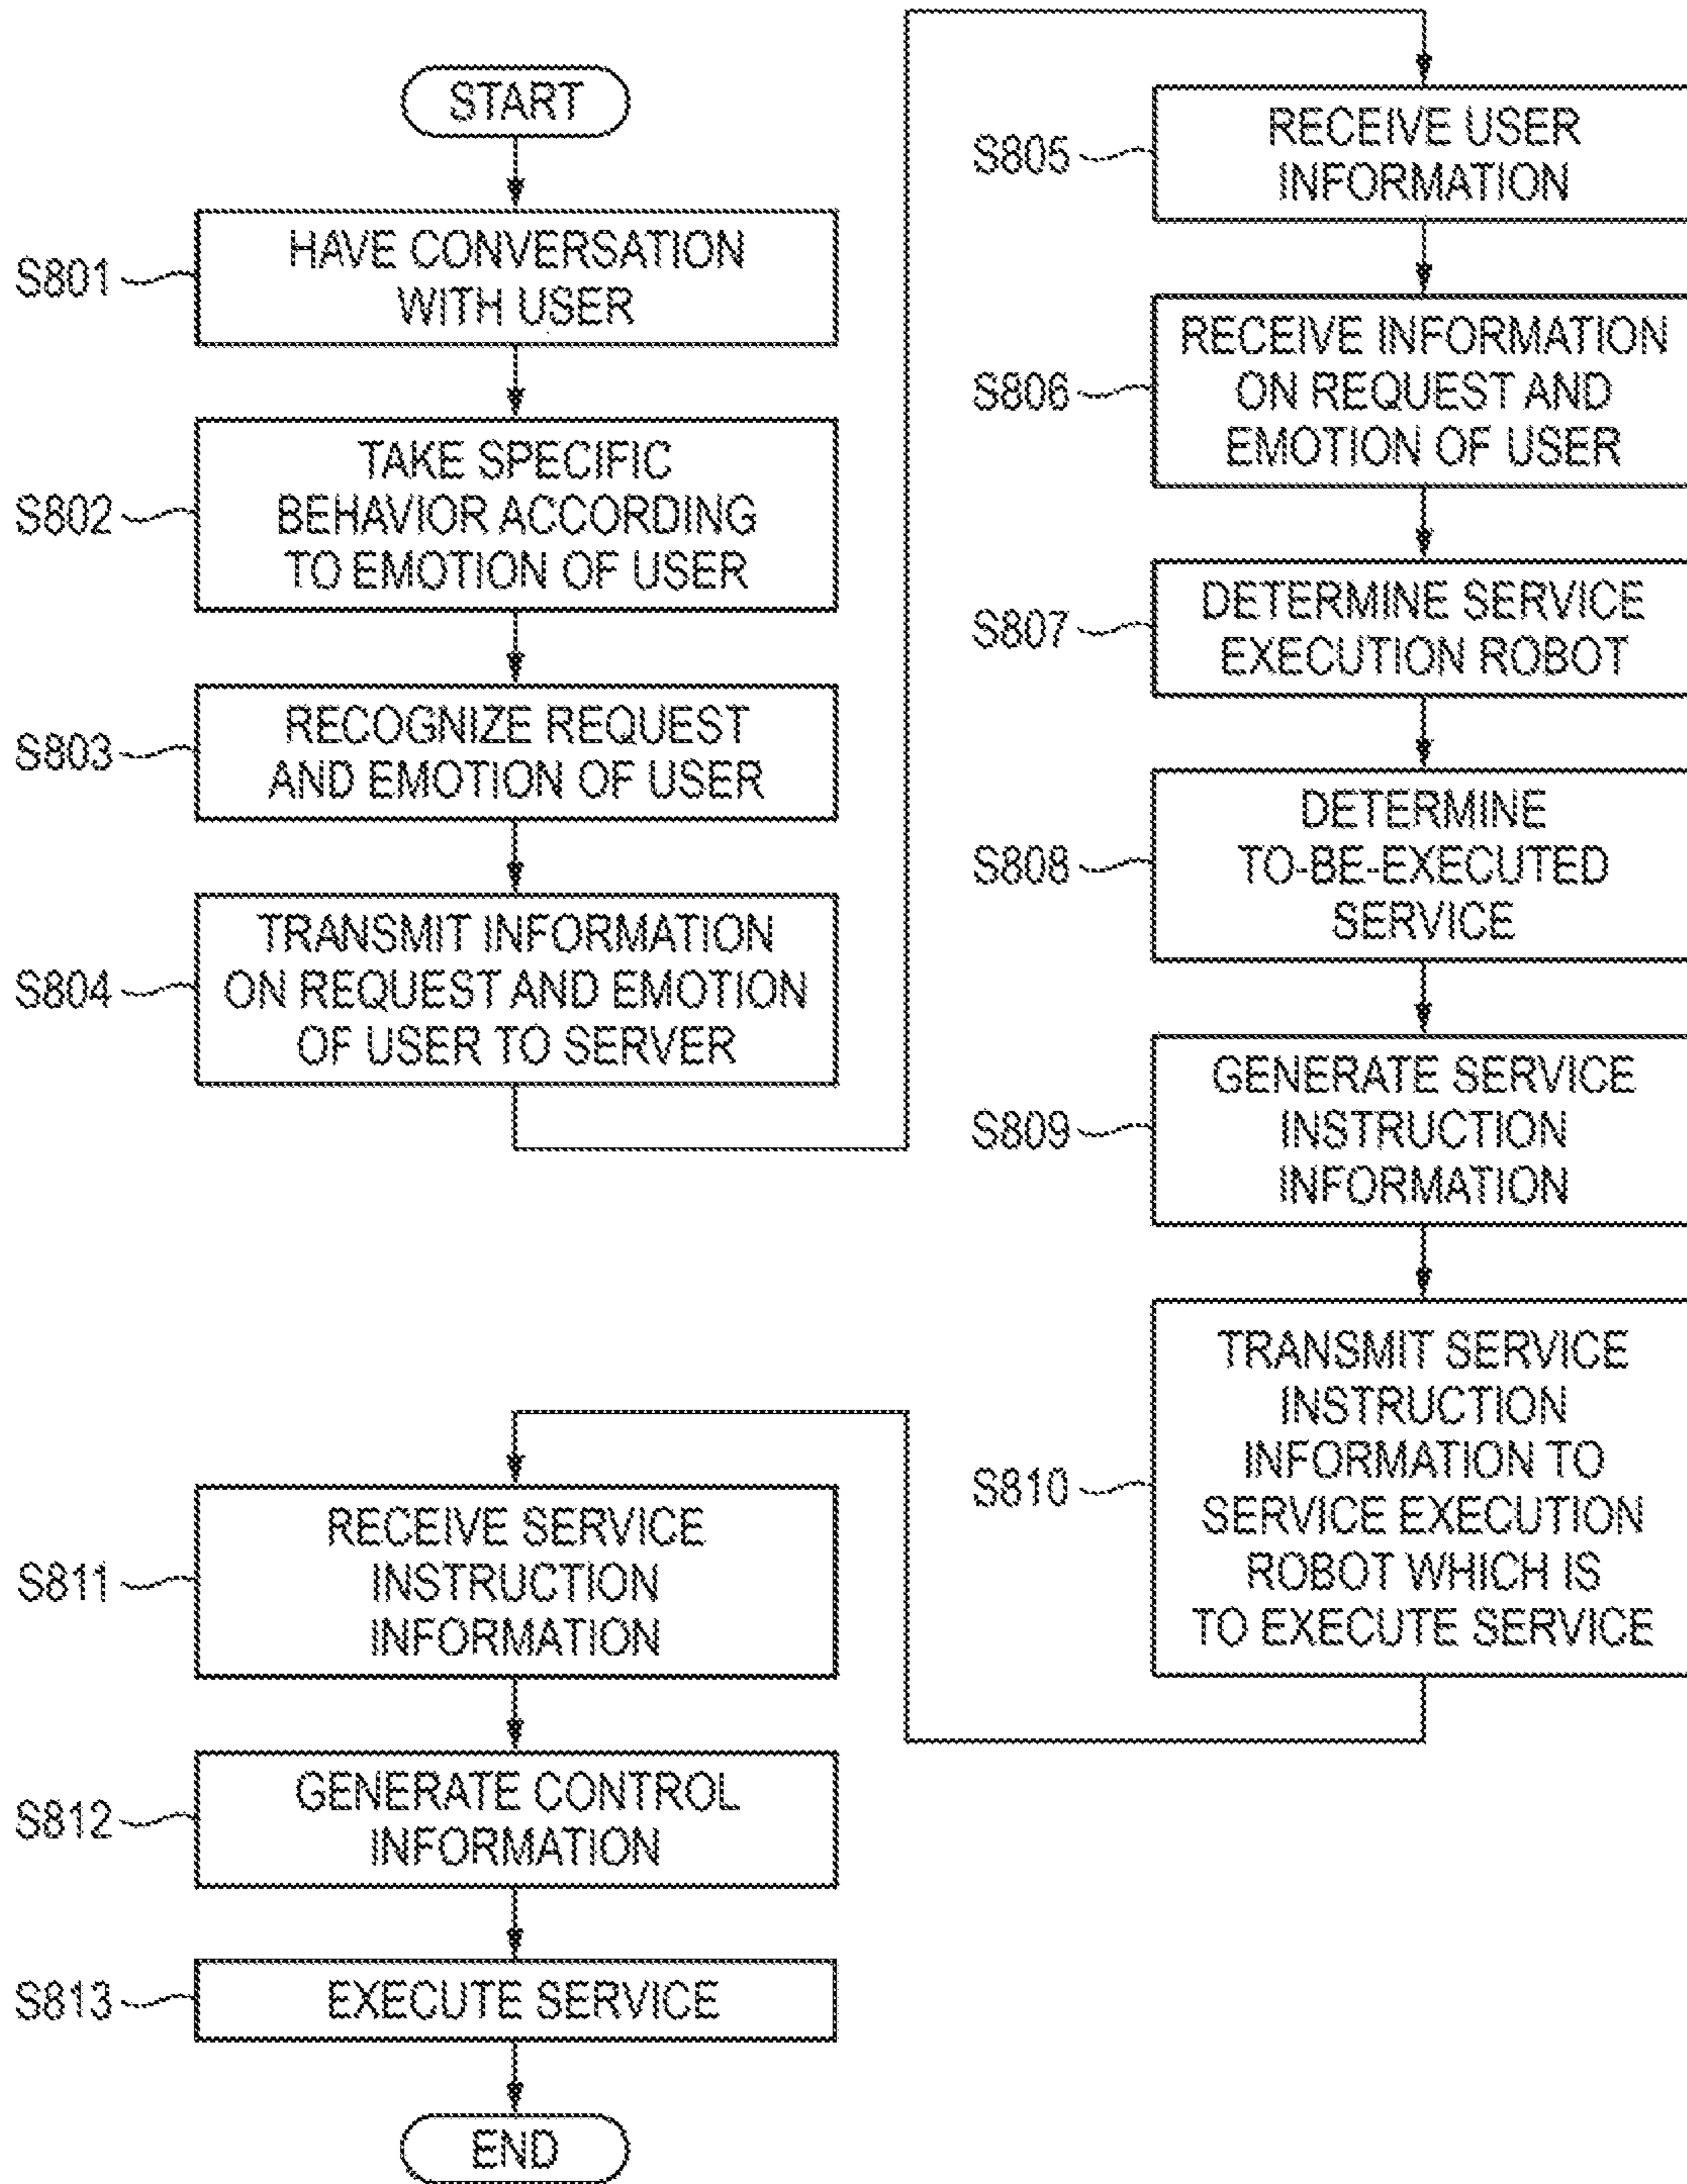 START
S801
HAVE CONVERSATION
WITH USER
S802
TAKE SPECIFIC
BEHAVIOR ACCORDING
TO EMOTION OF USER
S803
RECOGNIZE REQUEST
AND EMOTION OF USER
S804
TRANSMIT INFORMATION
ON REQUEST AND EMOTION
OF USER TO SERVER
S805
RECEIVE USER
INFORMATION
S806
RECEIVE INFORMATION
ON REQUEST AND
EMOTION OF USER
S807
DETERMINE SERVICE
EXECUTION ROBOT
S808
DETERMINE
TO-BE-EXECUTED
SERVICE
S809
GENERATE SERVICE
INSTRUCTION
INFORMATION
S810
TRANSMIT SERVICE
INSTRUCTION
INFORMATION TO
SERVICE EXECUTION
ROBOT WHICH IS
TO EXECUTE SERVICE
S811
RECEIVE SERVICE
INSTRUCTION
INFORMATION
S812
GENERATE CONTROL
INFORMATION
S813
EXECUTE SERVICE
END